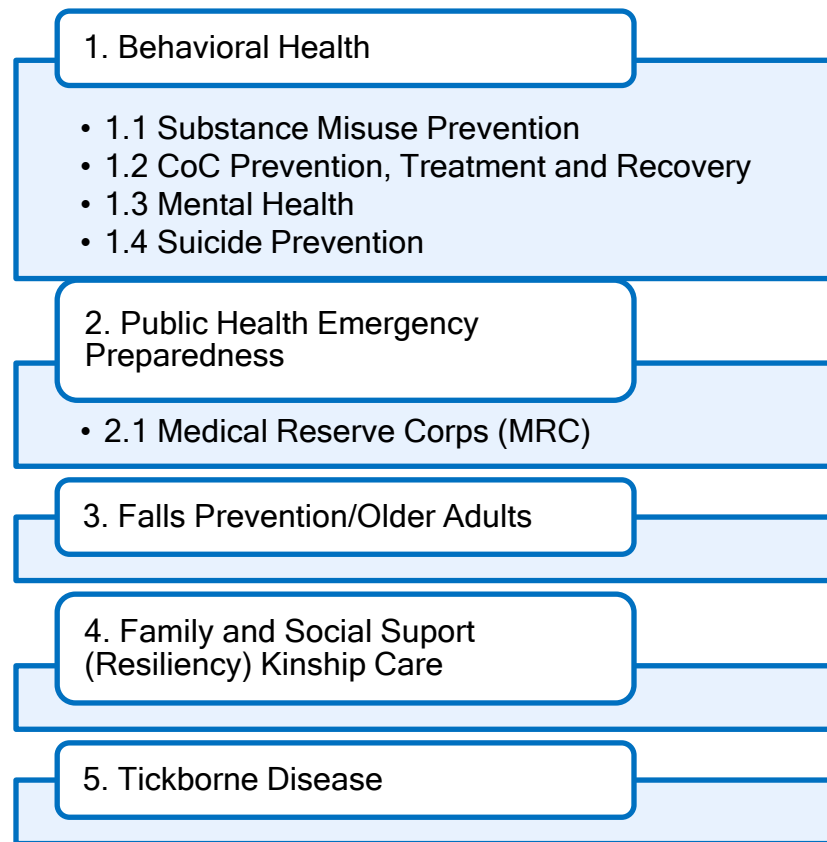 1. Behavioral Health
• 1.1 Substance Misuse Prevention
• 1.2 CoC Prevention, Treatment and Recovery
• 1.3 Mental Health
• 1.4 Suicide Prevention
2. Public Health Emergency
Preparedness
• 2.1 Medical Reserve Corps (MRC)
3. Falls Prevention/Older Adults
4. Family and Social Suport
(Resiliency) Kinship Care
5. Tickborne Disease